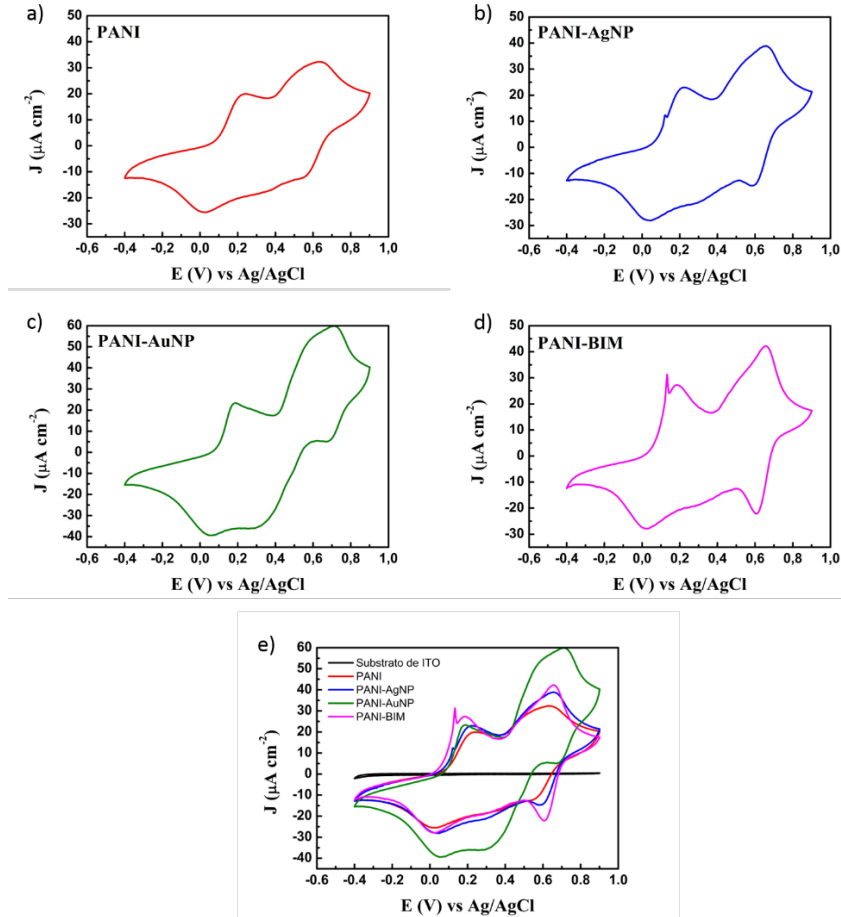 a)
PANI
50
40
30
20
10
0
-10
-20
-30
J (µA cm⁻²)
-0,6 -0,4 -0,2 0,0 0,2 0,4 0,6 0,8 1,0
E (V) vs Ag/AgCl
b)
PANI-AgNP
50
40
30
20
10
0
-10
-20
-30
J (µA cm⁻²)
-0,6 -0,4 -0,2 0,0 0,2 0,4 0,6 0,8 1,0
E (V) vs Ag/AgCl
c)
PANI-AuNP
60
50
40
30
20
10
0
-10
-20
-30
-40
J (µA cm⁻²)
-0,6 -0,4 -0,2 0,0 0,2 0,4 0,6 0,8 1,0
E (V) vs Ag/AgCl
d)
PANI-BIM
50
40
30
20
10
0
-10
-20
-30
J (µA cm⁻²)
-0,6 -0,4 -0,2 0,0 0,2 0,4 0,6 0,8 1,0
E (V) vs Ag/AgCl
e)
Substrato de ITO
PANI
PANI-AgNP
PANI-AuNP
PANI-BIM
60
50
40
30
20
10
0
-10
-20
-30
-40
J (µA cm⁻²)
-0.6 -0.4 -0.2 0.0 0.2 0.4 0.6 0.8 1.0
E (V) vs Ag/AgCl